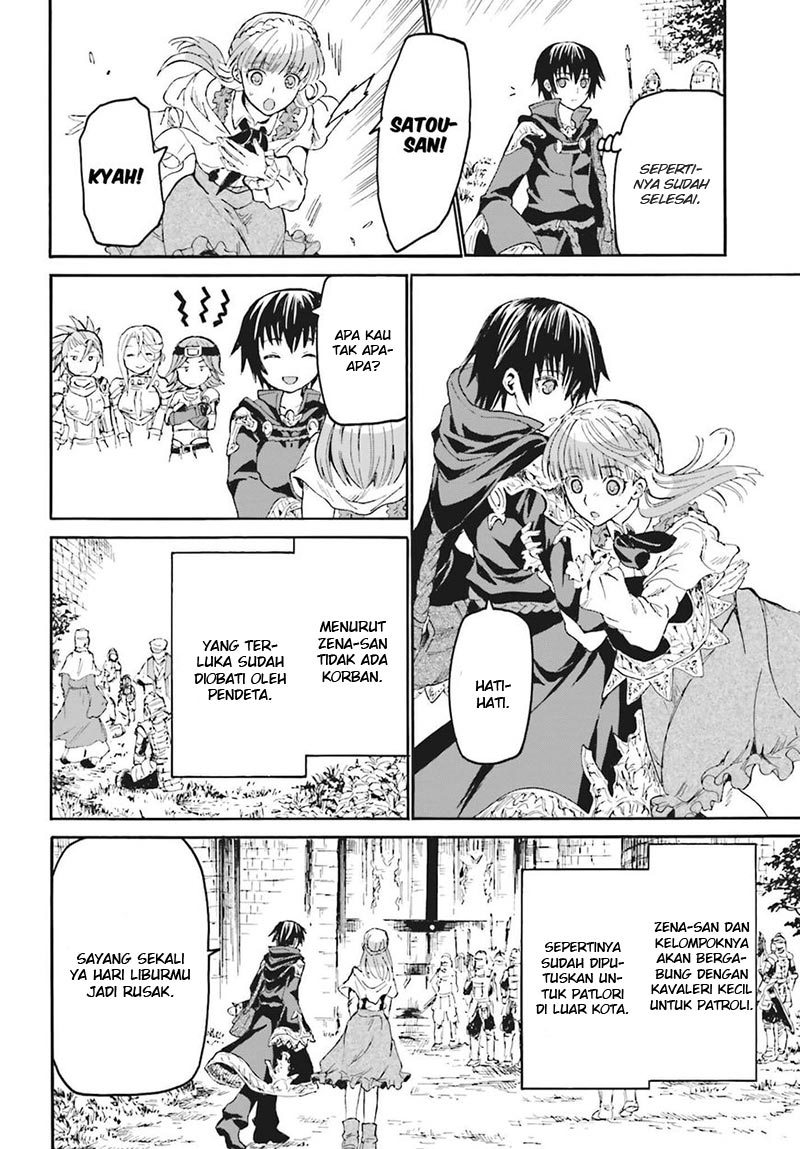 SEPERTI-
NYA SUDAH
SELESAI.
SATOU-
SAN!
KYAH!
HATI-
HATI.
APA KAU
TAK APA-
APA?
MENURUT
ZENA-SAN
TIDAK ADA
KORBAN.
YANG TER-
LUKA SUDAH
DIOBATI OLEH
PENDETA.
ZENA-SAN DAN
KELOMPOKNYA
AKAN BERGA-
BUNG DENGAN
KAVALERI KECIL
UNTUK PATROLI.
SEPERTINYA
SUDAH DIPU-
TUSKAN UN-
TUK PATLORI
DI LUAR KOTA.
SAYANG SEKALI
YA HARI LIBURMU
JADI RUSAK.